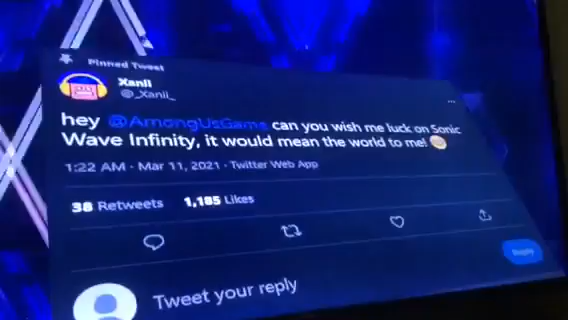 Pinned Tweet
Xanii
@_Xanii_
hey @AmongUsGame can you wish me luck on Sonic
Wave Infinity, it would mean the world to me!
1:22 AM · Mar 11, 2021 · Twitter Web App
38 Retweets 1,185 Likes
Tweet your reply
Reply